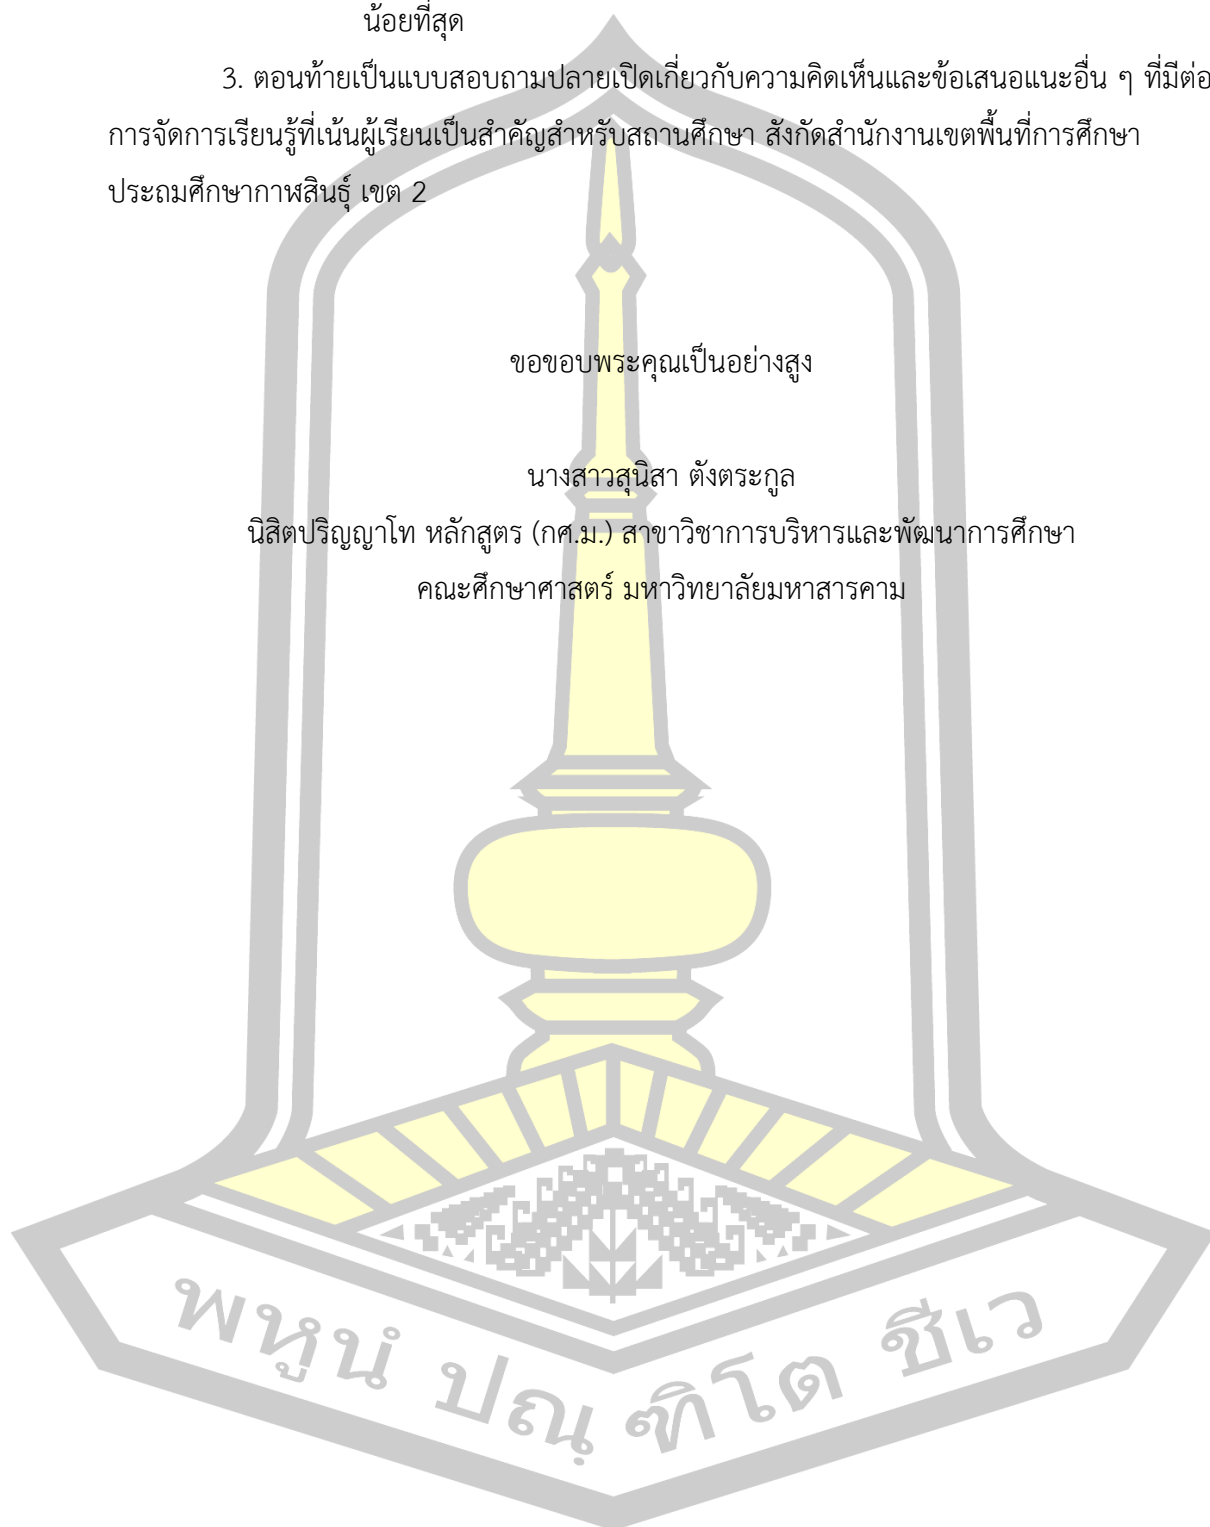 น้อยที่สุด
3. ตอนท้ายเป็นแบบสอบถามปลายเปิดเกี่ยวกับความคิดเห็นและข้อเสนอแนะอื่น ๆ ที่มีต่อ
การจัดการเรียนรู้ที่เน้นผู้เรียนเป็นสำคัญสำหรับสถานศึกษา สังกัดสำนักงานเขตพื้นที่การศึกษา
ประถมศึกษากาฬสินธุ์ เขต 2
ขอขอบพระคุณเป็นอย่างสูง
นางสาวสุนิสา ตังตระกูล
นิสิตปริญญาโท หลักสูตร (กศ.ม.) สาขาวิชาการบริหารและพัฒนาการศึกษา
คณะศึกษาศาสตร์ มหาวิทยาลัยมหาสารคาม
พหูนํ ปณฺฑิโต ชีเว